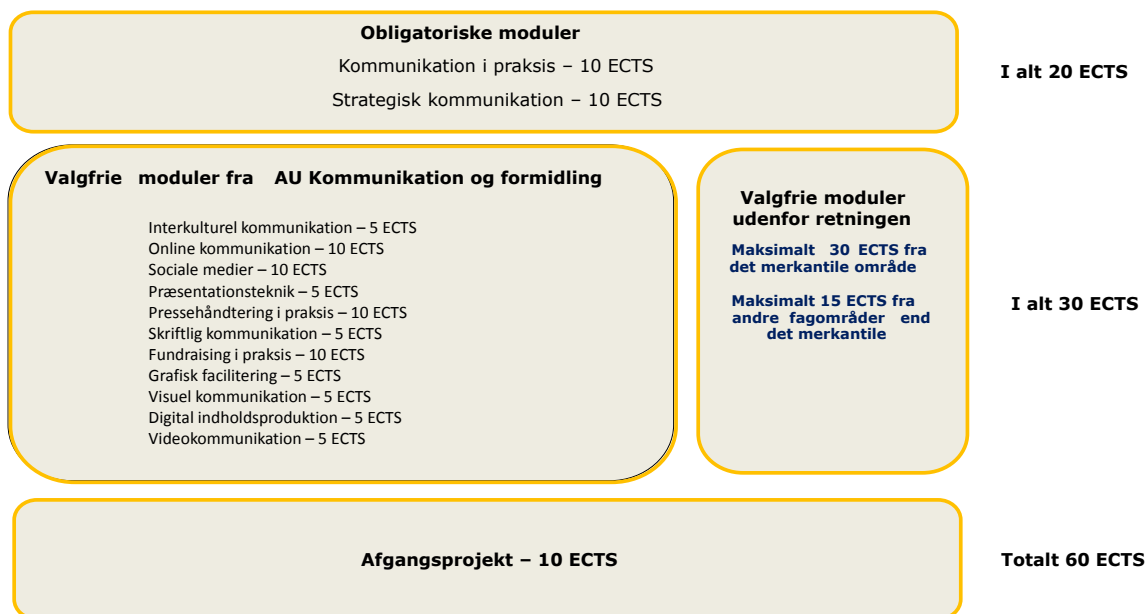 Obligatoriske moduler
Kommunikation i praksis – 10 ECTS
Strategisk kommunikation – 10 ECTS
I alt 20 ECTS
Valgfrie moduler fra AU Kommunikation og formidling
Interkulturel kommunikation – 5 ECTS
Online kommunikation – 10 ECTS
Sociale medier – 10 ECTS
Præsentationsteknik – 5 ECTS
Pressehåndtering i praksis – 10 ECTS
Skriftlig kommunikation – 5 ECTS
Fundraising i praksis – 10 ECTS
Grafisk facilitering – 5 ECTS
Visuel kommunikation – 5 ECTS
Digital indholdsproduktion – 5 ECTS
Videokommunikation – 5 ECTS
Valgfrie moduler
udenfor retningen
Maksimalt 30 ECTS fra
det merkantile område
Maksimalt 15 ECTS fra
andre fagområder end
det merkantile
I alt 30 ECTS
Afgangsprojekt – 10 ECTS
Totalt 60 ECTS